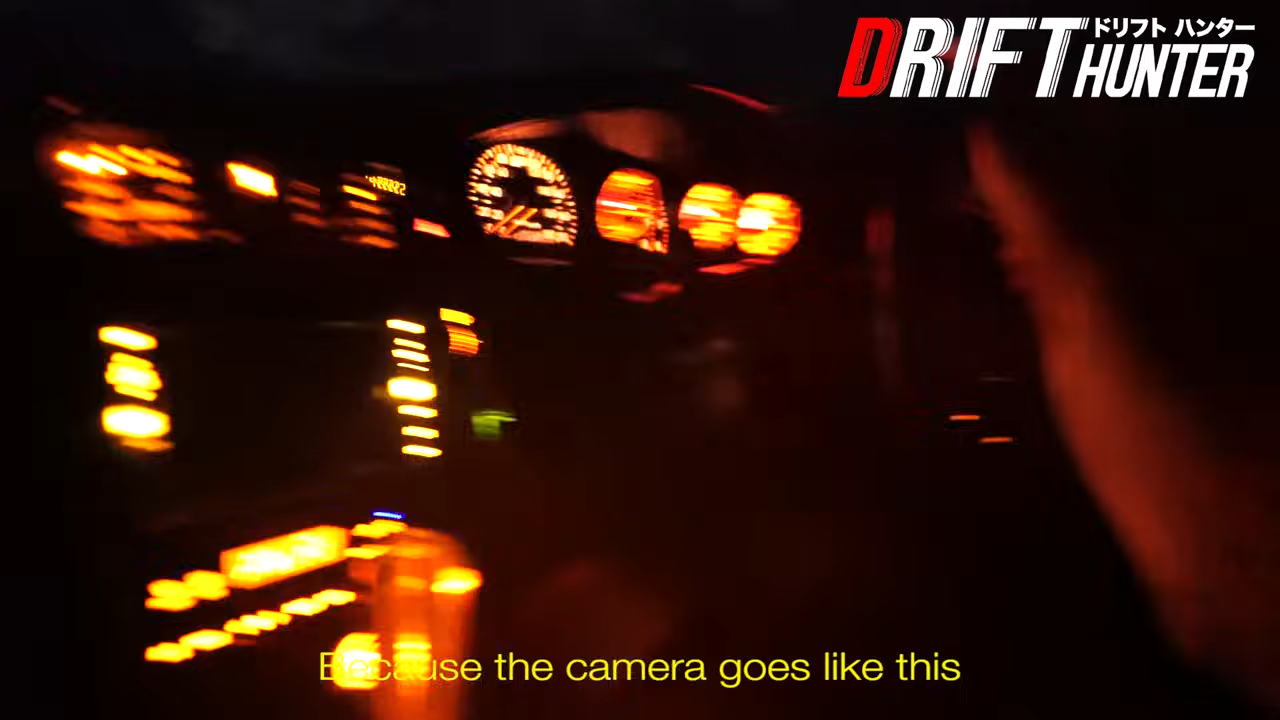 DRIFT ドリフト ハンター
HUNTER
Because the camera goes like this